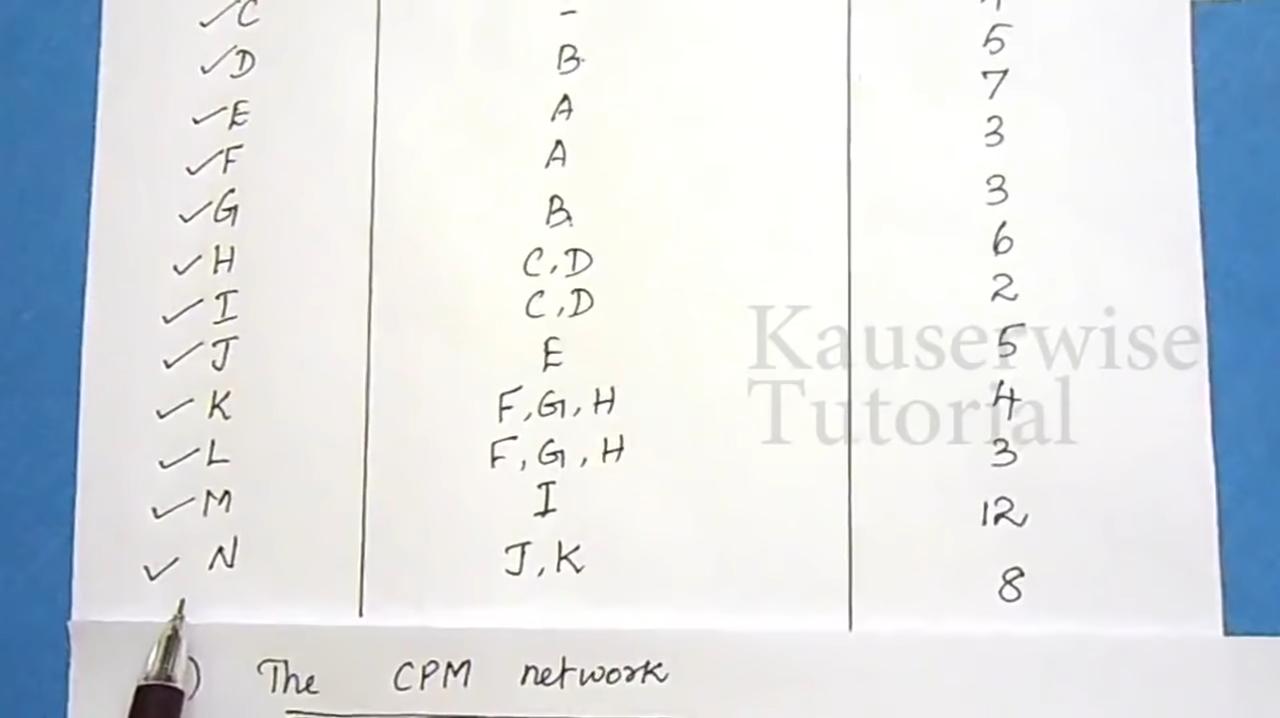 ✓C –
✓D B 5
✓E A 7
✓F A 3
✓G B 3
✓H C,D 6
✓I C,D 2
✓J E 5
✓K F,G,H 4
✓L F,G,H 3
✓M I 12
✓N J,K 8
Kauserwise
Tutorial
) The CPM network